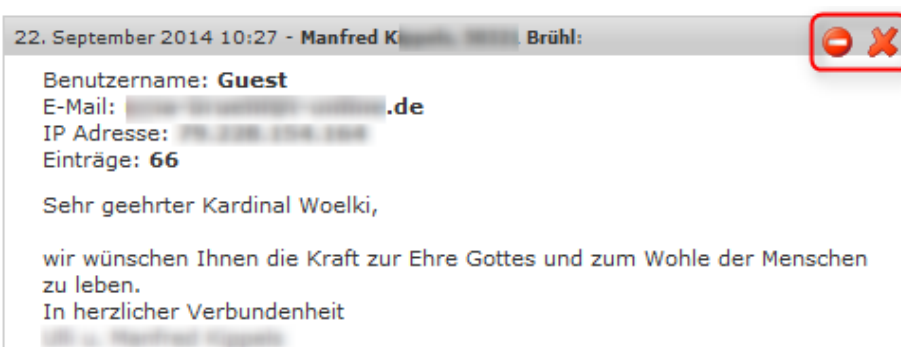 22. September 2014 10:27 - Manfred K Brühl:
Benutzername: Guest
E-Mail: .de
IP Adresse:
Einträge: 66
Sehr geehrter Kardinal Woelki,
wir wünschen Ihnen die Kraft zur Ehre Gottes und zum Wohle der Menschen
zu leben.
In herzlicher Verbundenheit